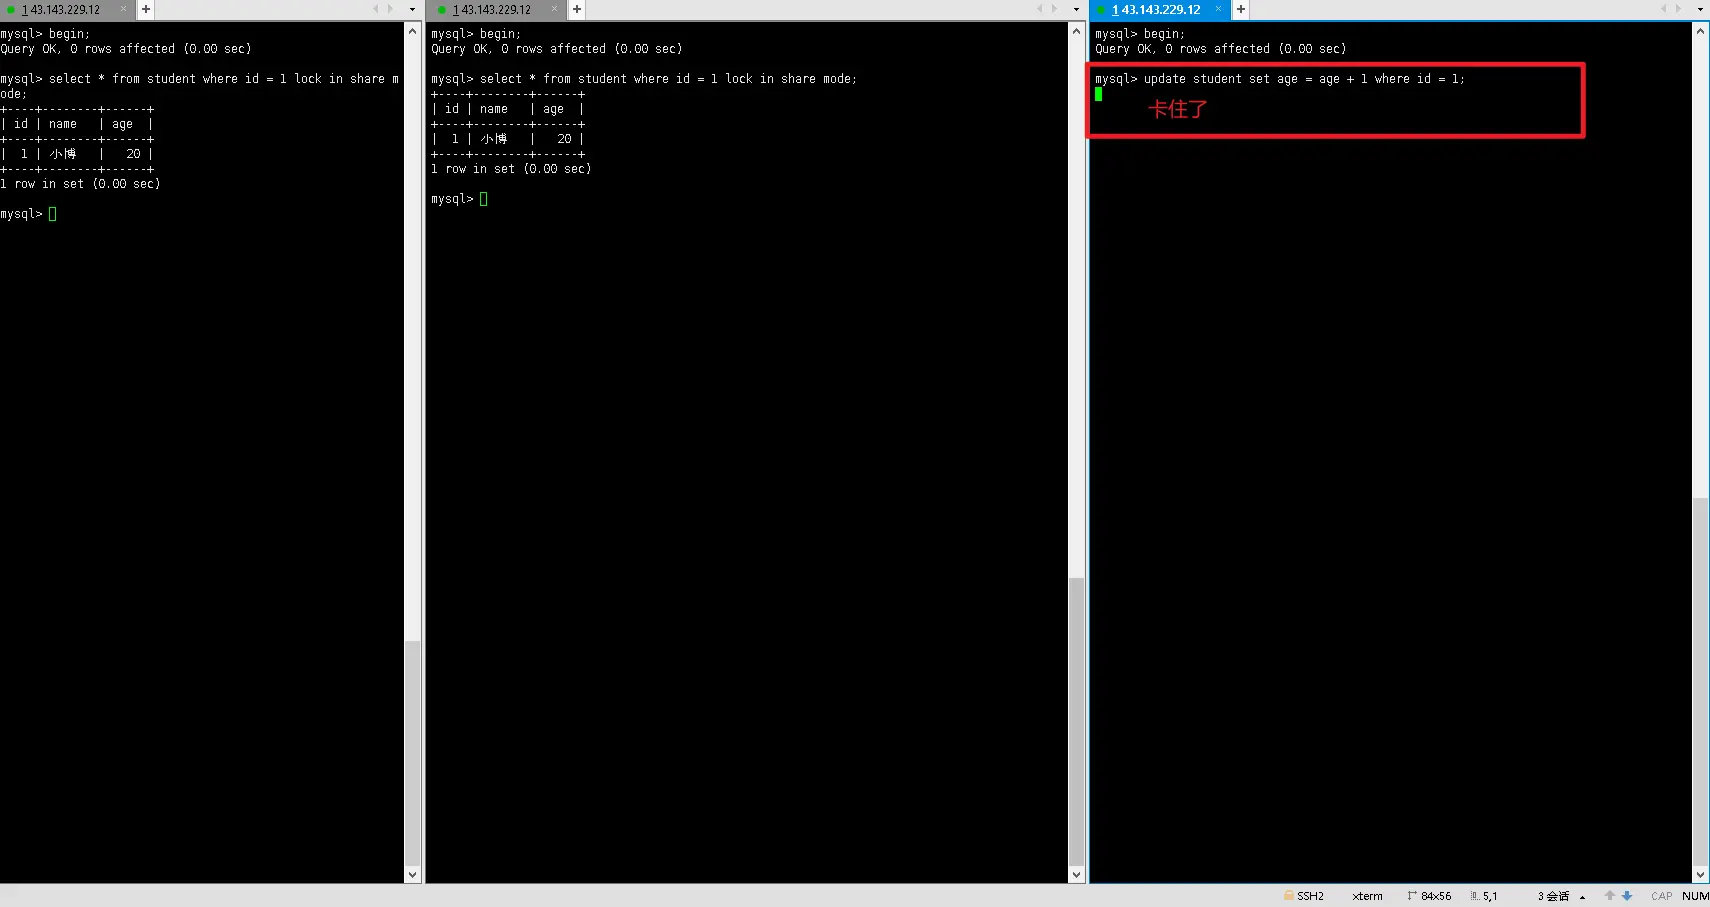 1 43.143.229.12 × +
mysql> begin;
Query OK, 0 rows affected (0.00 sec)
mysql> select * from student where id = 1 lock in share m
ode;
+----+--------+------+
| id | name   | age  |
+----+--------+------+
|  1 | 小博   |   20 |
+----+--------+------+
1 row in set (0.00 sec)
mysql>
1 43.143.229.12 × +
mysql> begin;
Query OK, 0 rows affected (0.00 sec)
mysql> select * from student where id = 1 lock in share mode;
+----+--------+------+
| id | name   | age  |
+----+--------+------+
|  1 | 小博   |   20 |
+----+--------+------+
1 row in set (0.00 sec)
mysql>
1 43.143.229.12 × +
mysql> begin;
Query OK, 0 rows affected (0.00 sec)
mysql> update student set age = age + 1 where id = 1;
卡住了
SSH2 xterm 84x56 5,1 3 会话 CAP NUM